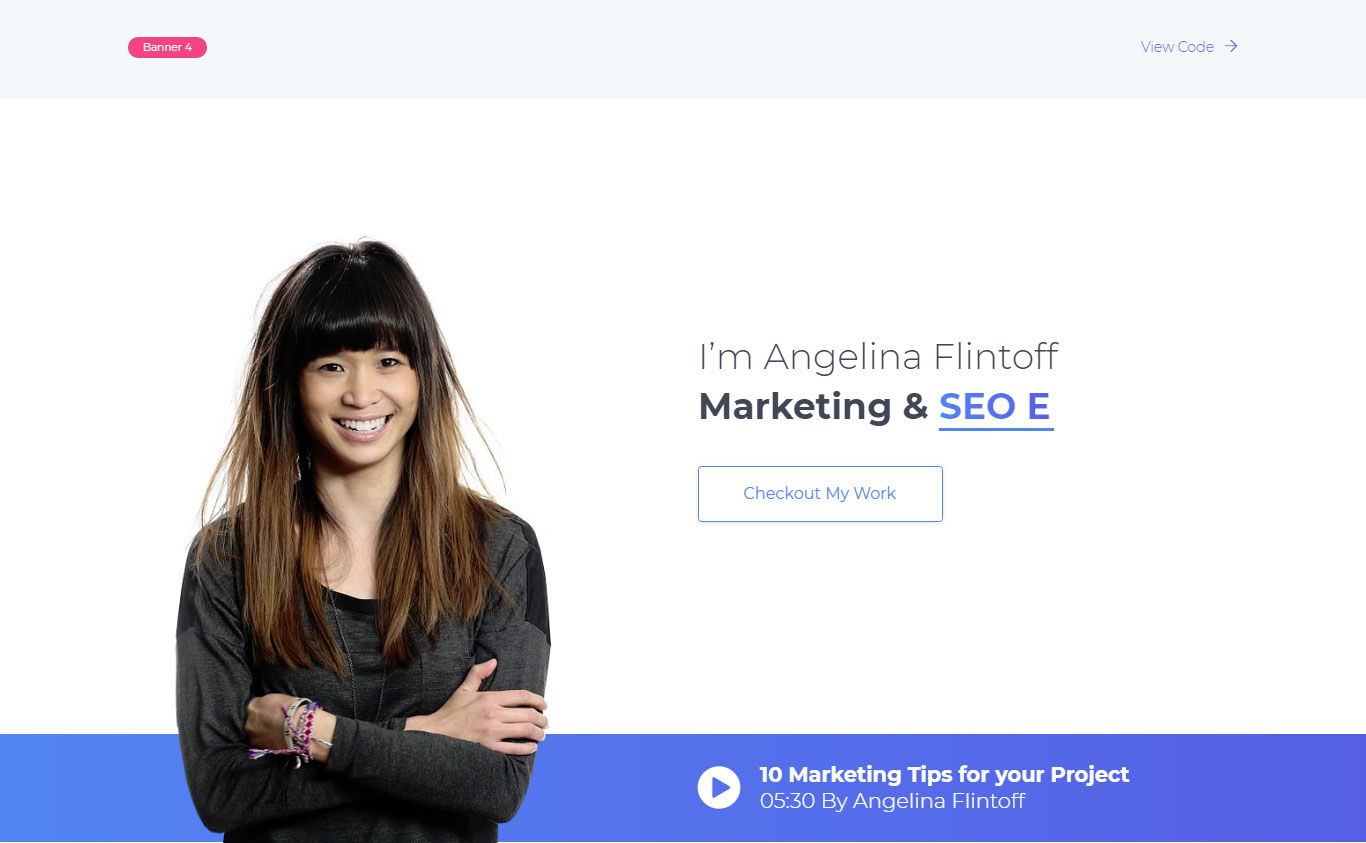 Banner 4
View Code
I’m Angelina Flintoff
Marketing & SEO E
Checkout My Work
10 Marketing Tips for your Project
05:30 By Angelina Flintoff